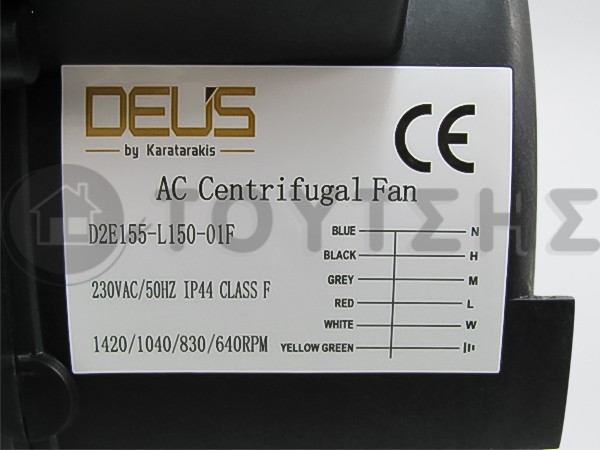 DEUS
by Karatarakis
CE
AC Centrifugal Fan
ΤΟΥΤΣΗΣ
D2E155-L150-01F
230VAC/50HZ IP44 CLASS F
1420/1040/830/640RPM
BLUE N
BLACK H
GREY M
RED L
WHITE W
YELLOW GREEN